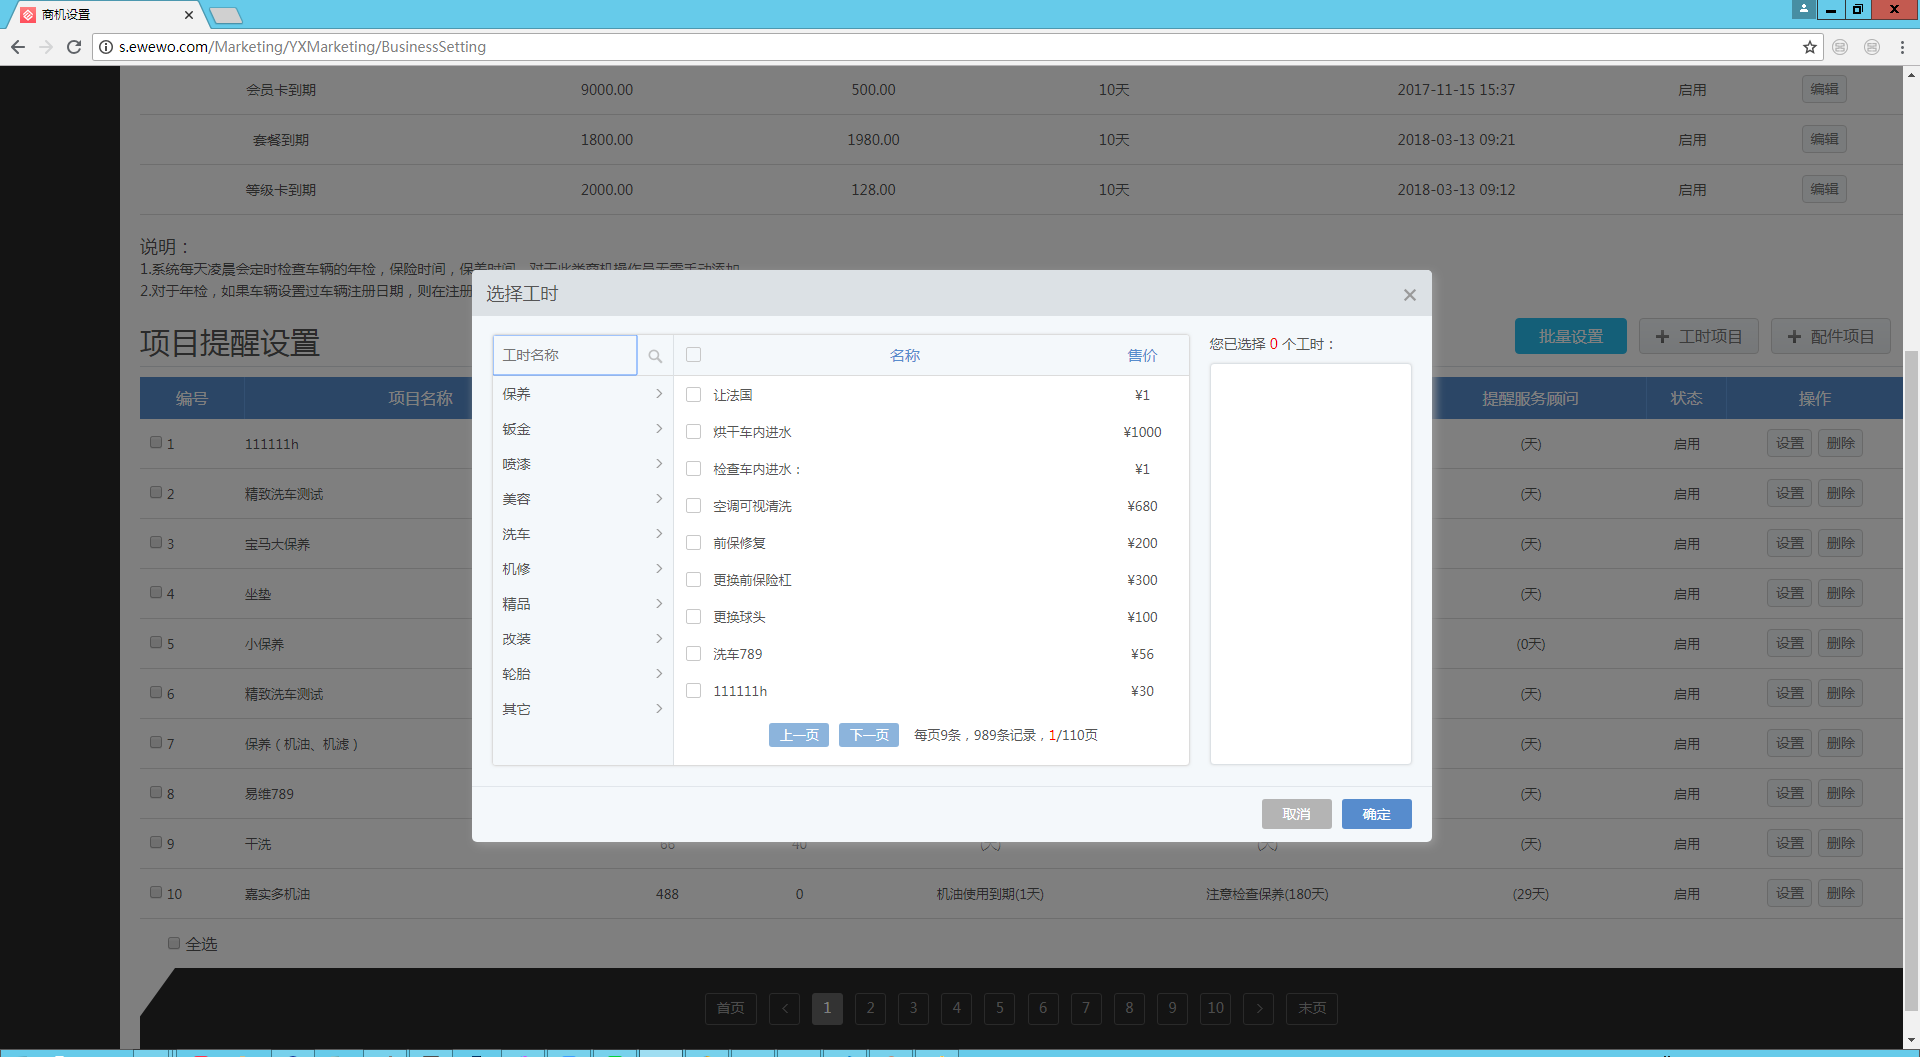 商机设置
s.ewewo.com/Marketing/YXMarketing/BusinessSetting
会员卡到期 9000.00 500.00 10天 2017-11-15 15:37 启用 编辑
套餐到期 1800.00 1980.00 10天 2018-03-13 09:21 启用 编辑
等级卡到期 2000.00 128.00 10天 2018-03-13 09:12 启用 编辑
说明：
1.系统每天凌晨会定时检查车辆的年检，保险时间，保养时间，对于此类商机操作员无需手动添加
2.对于年检，如果车辆设置过车辆注册日期，则在注册
项目提醒设置 批量设置 工时项目 配件项目
编号 项目名称 提醒服务顾问 状态 操作
1 111111h (天) 启用 设置 删除
2 精致洗车测试 (天) 启用 设置 删除
3 宝马大保养 (天) 启用 设置 删除
4 坐垫 (天) 启用 设置 删除
5 小保养 (0天) 启用 设置 删除
6 精致洗车测试 (天) 启用 设置 删除
7 保养（机油、机滤） (天) 启用 设置 删除
8 易维789 (天) 启用 设置 删除
9 干洗 (天) (天) (天) 启用 设置 删除
10 嘉实多机油 488 0 机油使用到期(1天) 注意检查保养(180天) (29天) 启用 设置 删除
全选
首页 < 1 2 3 4 5 6 7 8 9 10 > 末页
选择工时
工时名称
保养
钣金
喷漆
美容
洗车
机修
精品
改装
轮胎
其它
名称 售价
让法国 ¥1
烘干车内进水 ¥1000
检查车内进水： ¥1
空调可视清洗 ¥680
前保修复 ¥200
更换前保险杠 ¥300
更换球头 ¥100
洗车789 ¥56
111111h ¥30
上一页 下一页 每页9条，989条记录，1/110页
您已选择 0 个工时：
取消 确定